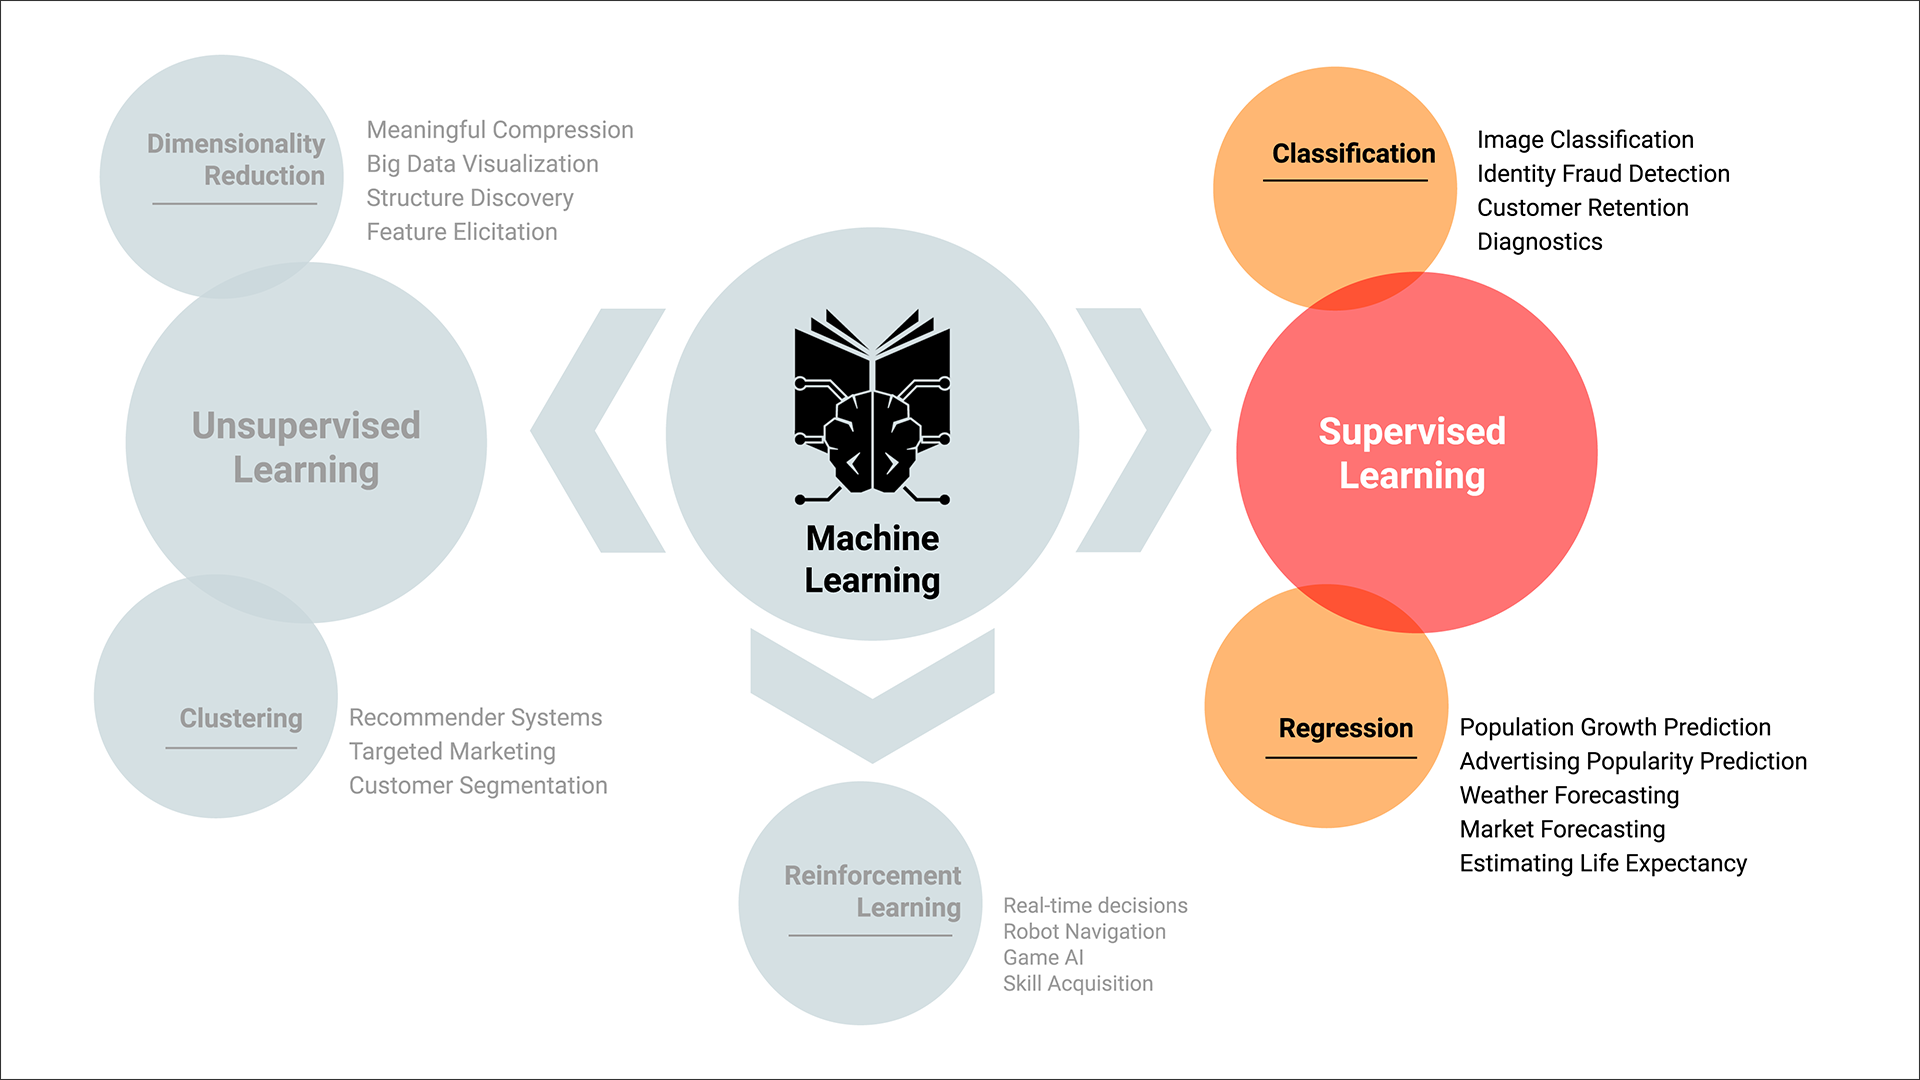 Dimensionality
Reduction
Meaningful Compression
Big Data Visualization
Structure Discovery
Feature Elicitation
Unsupervised
Learning
Clustering
Recommender Systems
Targeted Marketing
Customer Segmentation
Machine
Learning
Reinforcement
Learning
Real-time decisions
Robot Navigation
Game AI
Skill Acquisition
Classification
Image Classification
Identity Fraud Detection
Customer Retention
Diagnostics
Supervised
Learning
Regression
Population Growth Prediction
Advertising Popularity Prediction
Weather Forecasting
Market Forecasting
Estimating Life Expectancy